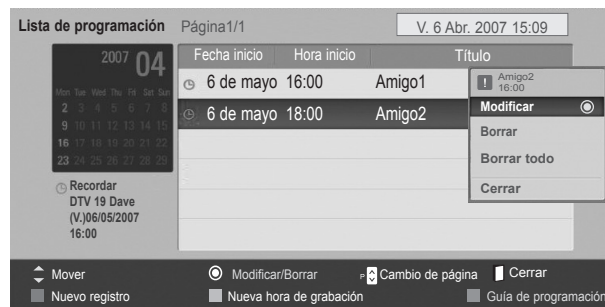 Lista de programación Página1/1 V. 6 Abr. 2007 15:09
2007 04
Mon Tue Wed Thu Fri Sat Sun
2 3 4 5 6 7 8
9 10 11 12 13 14 15
16 17 18 19 20 21 22
23 24 25 26 27 28 29
Recordar
DTV 19 Dave
(V.)06/05/2007
16:00
Fecha inicio Hora inicio Título
6 de mayo 16:00 Amigo1
6 de mayo 18:00 Amigo2
Amigo2
16:00
Modificar
Borrar
Borrar todo
Cerrar
Mover Modificar/Borrar P Cambio de página Cerrar
Nuevo registro Nueva hora de grabación Guía de programación